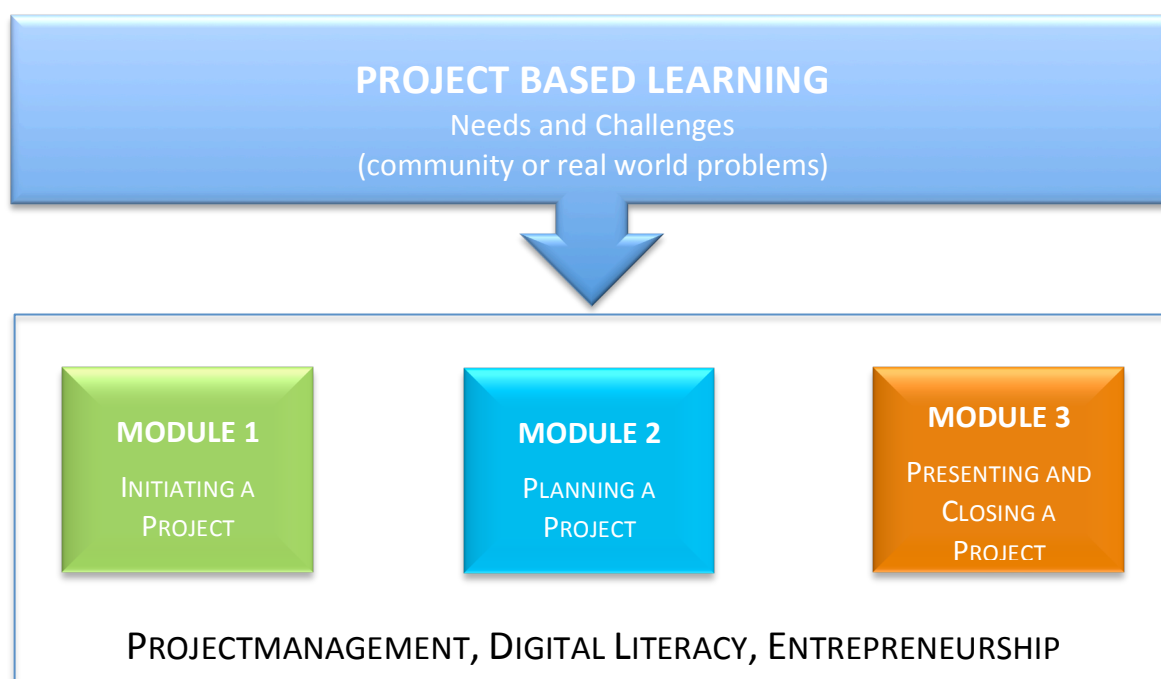 PROJECT BASED LEARNING
Needs and Challenges
(community or real world problems)
MODULE 1
INITIATING A
PROJECT
MODULE 2
PLANNING A
PROJECT
MODULE 3
PRESENTING AND
CLOSING A
PROJECT
PROJECTMANAGEMENT, DIGITAL LITERACY, ENTREPRENEURSHIP